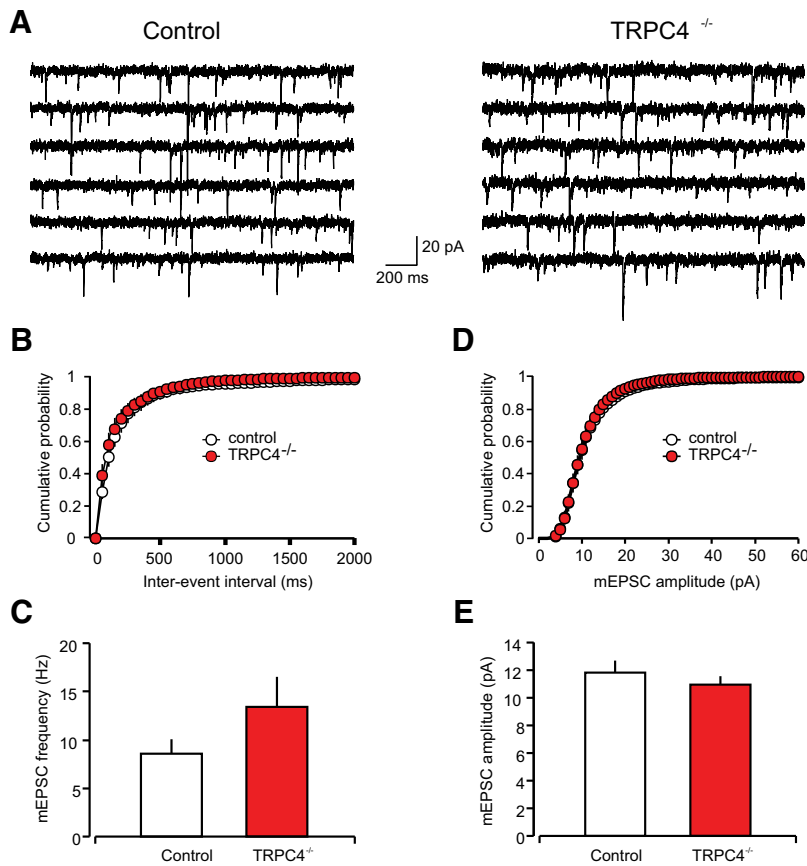 A
Control
TRPC4 -/-
20 pA
200 ms
B
Cumulative probability
1
0.8
0.6
0.4
0.2
0
control
TRPC4-/-
0 500 1000 1500 2000
Inter-event interval (ms)
D
Cumulative probability
1
0.8
0.6
0.4
0.2
0
control
TRPC4-/-
0 10 20 30 40 50 60
mEPSC amplitude (pA)
C
mEPSC frequency (Hz)
20
15
10
5
0
Control TRPC4-/-
E
mEPSC amplitude (pA)
14
12
10
8
6
4
2
0
Control TRPC4-/-